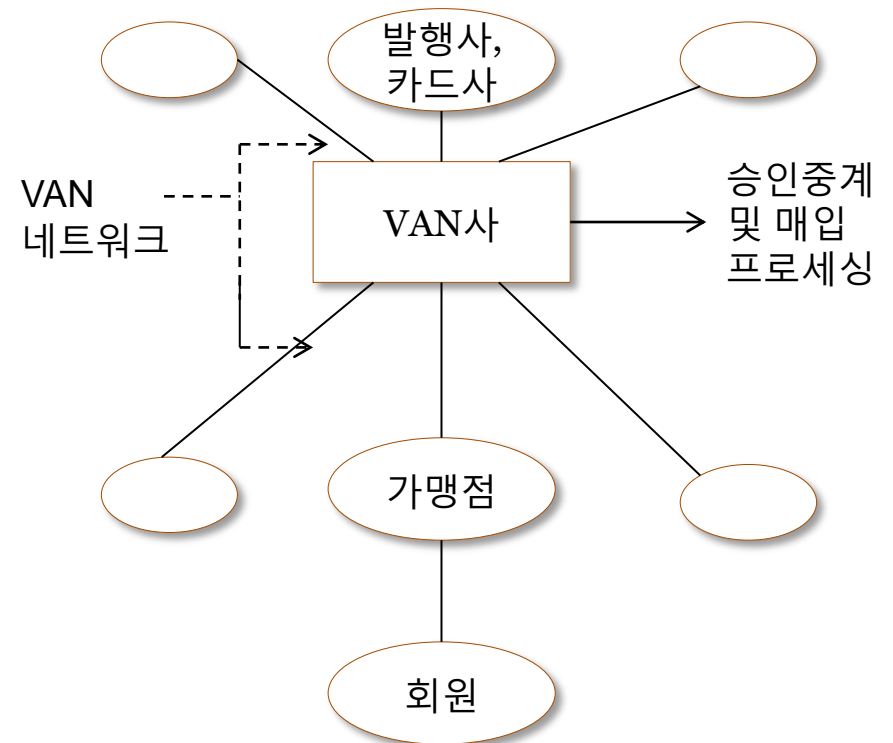 발행사,
카드사
VAN
네트워크
VAN사
승인중계
및 매입
프로세싱
가맹점
회원